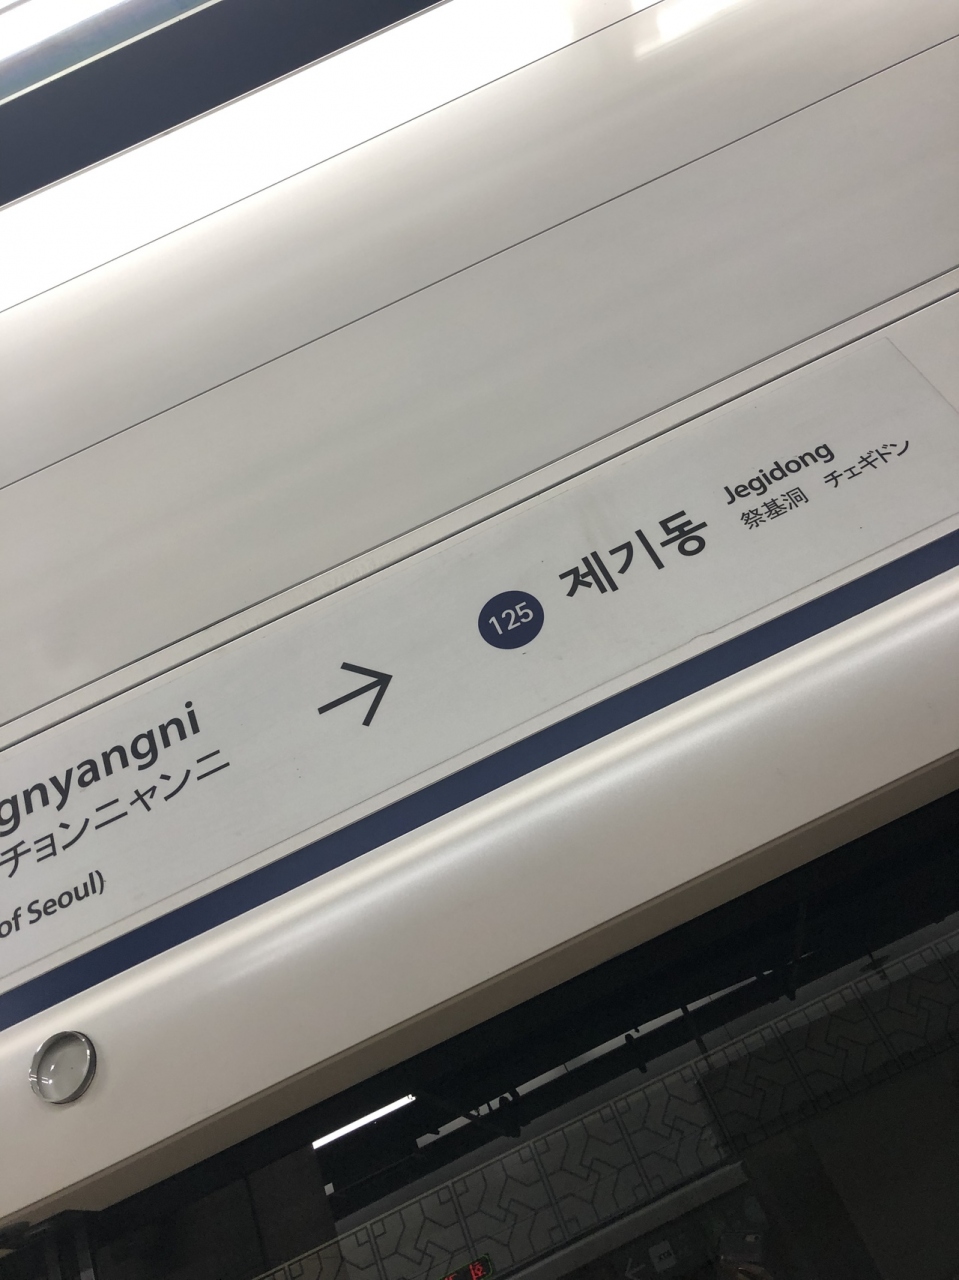 gnyangni
チョンニャンニ
of Seoul)
→
125
제기동
Jegidong
祭基洞 チェギドン